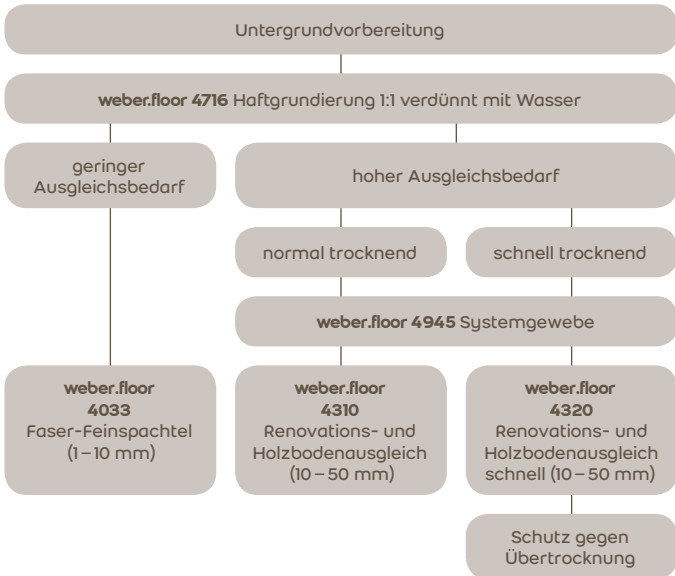 Untergrundvorbereitung
weber.floor 4716 Haftgrundierung 1:1 verdünnt mit Wasser
geringer
Ausgleichsbedarf
hoher Ausgleichsbedarf
normal trocknend
schnell trocknend
weber.floor 4945 Systemgewebe
weber.floor
4033
Faser-Feinspachtel
(1–10 mm)
weber.floor
4310
Renovations- und
Holzbodenausgleich
(10–50 mm)
weber.floor
4320
Renovations- und
Holzbodenausgleich
schnell (10–50 mm)
Schutz gegen
Übertrocknung